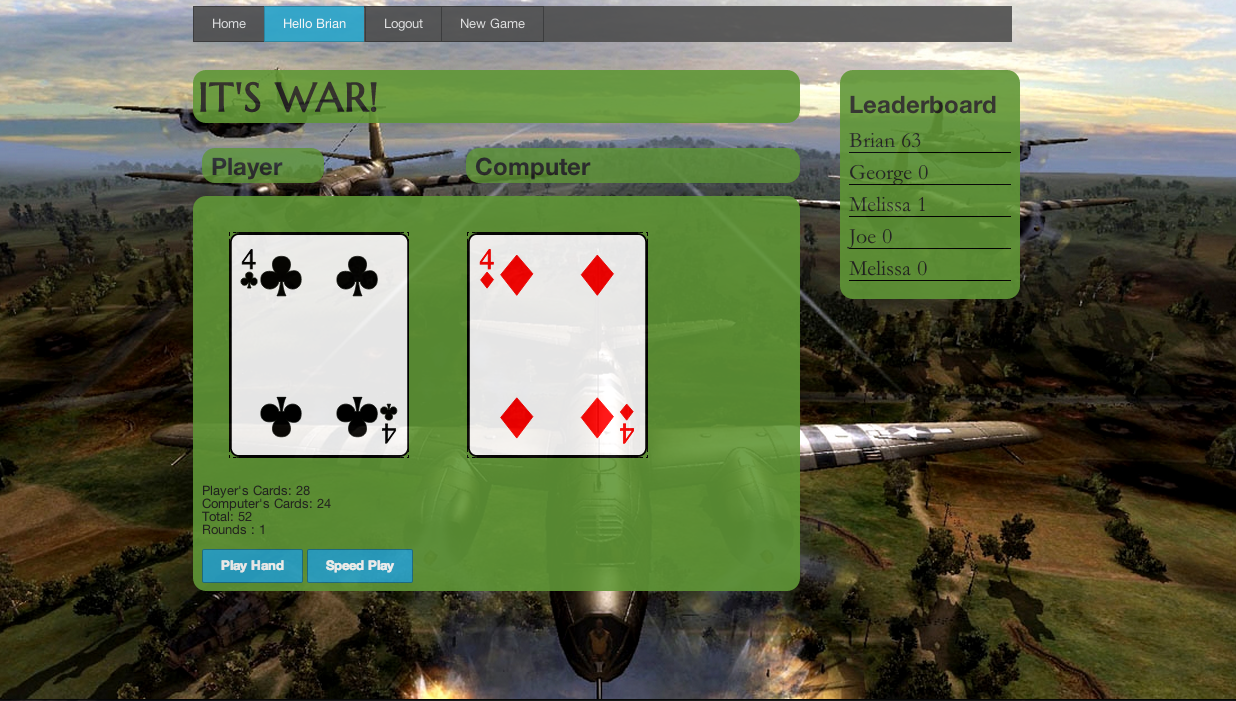 Home Hello Brian Logout New Game
IT'S WAR!
Player Computer
4 4
4 4
Player's Cards: 28
Computer's Cards: 24
Total: 52
Rounds : 1
Play Hand Speed Play
Leaderboard
Brian 63
George 0
Melissa 1
Joe 0
Melissa 0